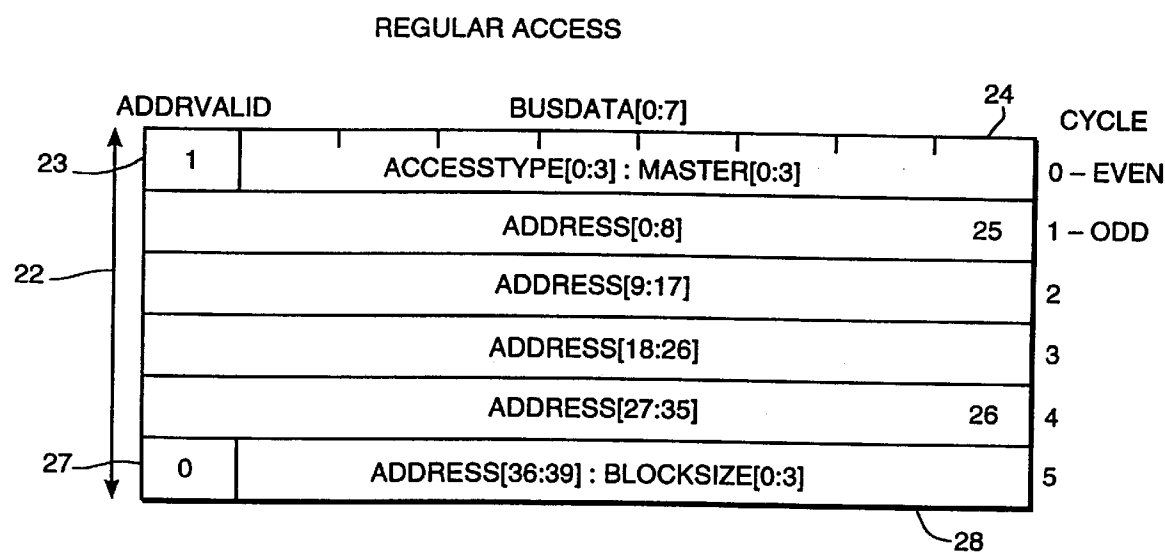 REGULAR ACCESS
24
ADDRVALID BUSDATA[0:7] CYCLE
23 1 ACCESSTYPE[0:3] : MASTER[0:3] 0 – EVEN
ADDRESS[0:8] 25 1 – ODD
22 ADDRESS[9:17] 2
ADDRESS[18:26] 3
ADDRESS[27:35] 26 4
27 0 ADDRESS[36:39] : BLOCKSIZE[0:3] 5
28